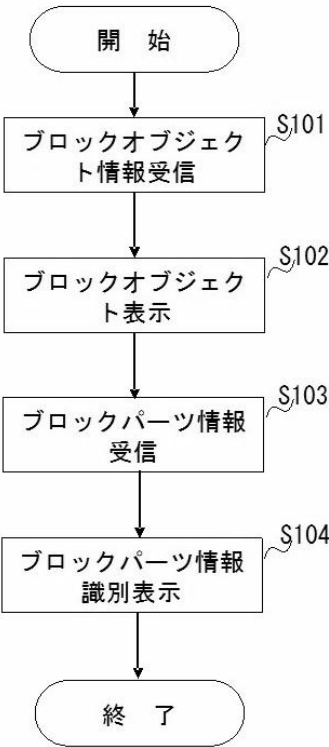 開 始
S101
ブロックオブジェク
ト情報受信
S102
ブロックオブジェク
ト表示
S103
ブロックパーツ情報
受信
S104
ブロックパーツ情報
識別表示
終 了